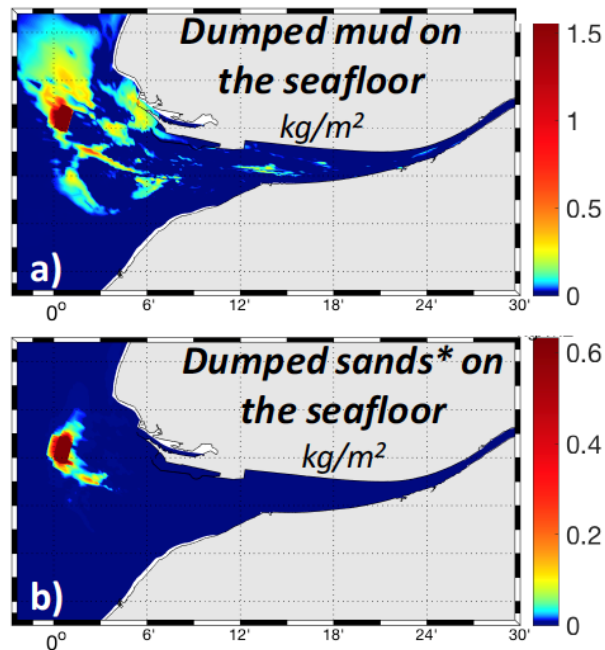 Dumped mud on
the seafloor
kg/m²
1.5
1
0.5
0
a)
0°
6'
12'
18'
24'
30'
Dumped sands* on
the seafloor
kg/m²
0.6
0.4
0.2
0
b)
0°
6'
12'
18'
24'
30'